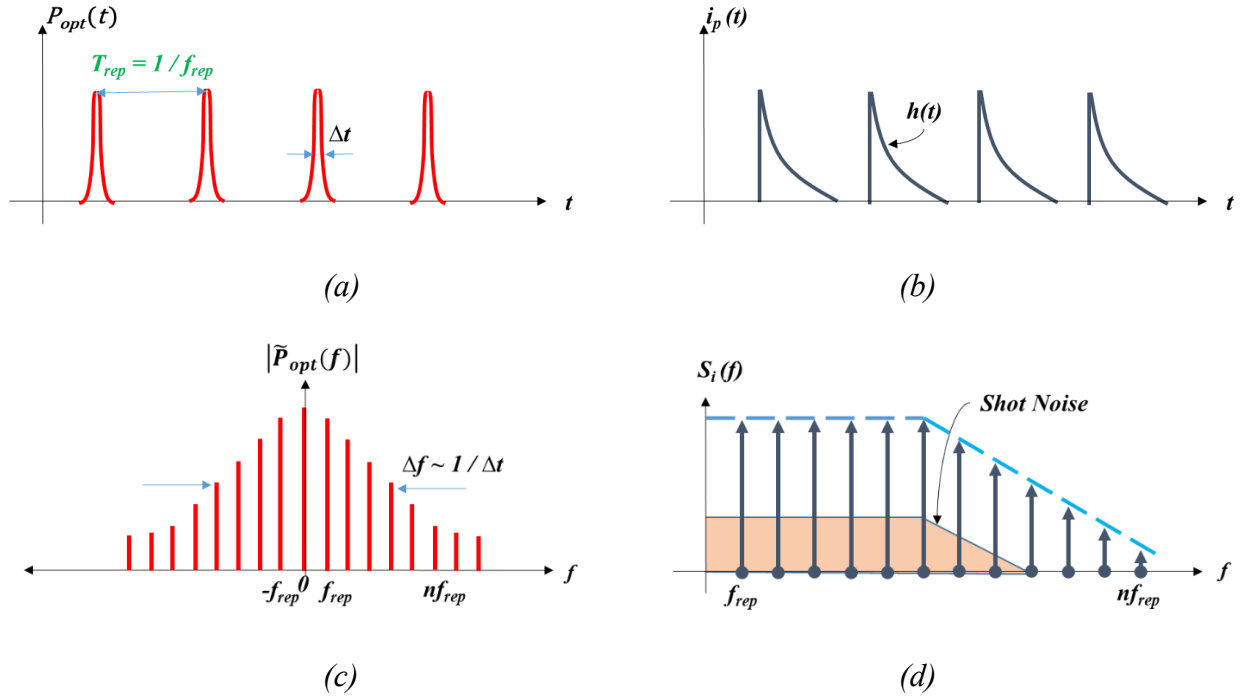 P_opt(t)
T_rep = 1 / f_rep
Δt
t
(a)
i_p (t)
h(t)
t
(b)
|P̃_opt(f)|
Δf ~ 1 / Δt
f
-f_rep 0 f_rep nf_rep
(c)
S_i (f)
Shot Noise
f
f_rep nf_rep
(d)